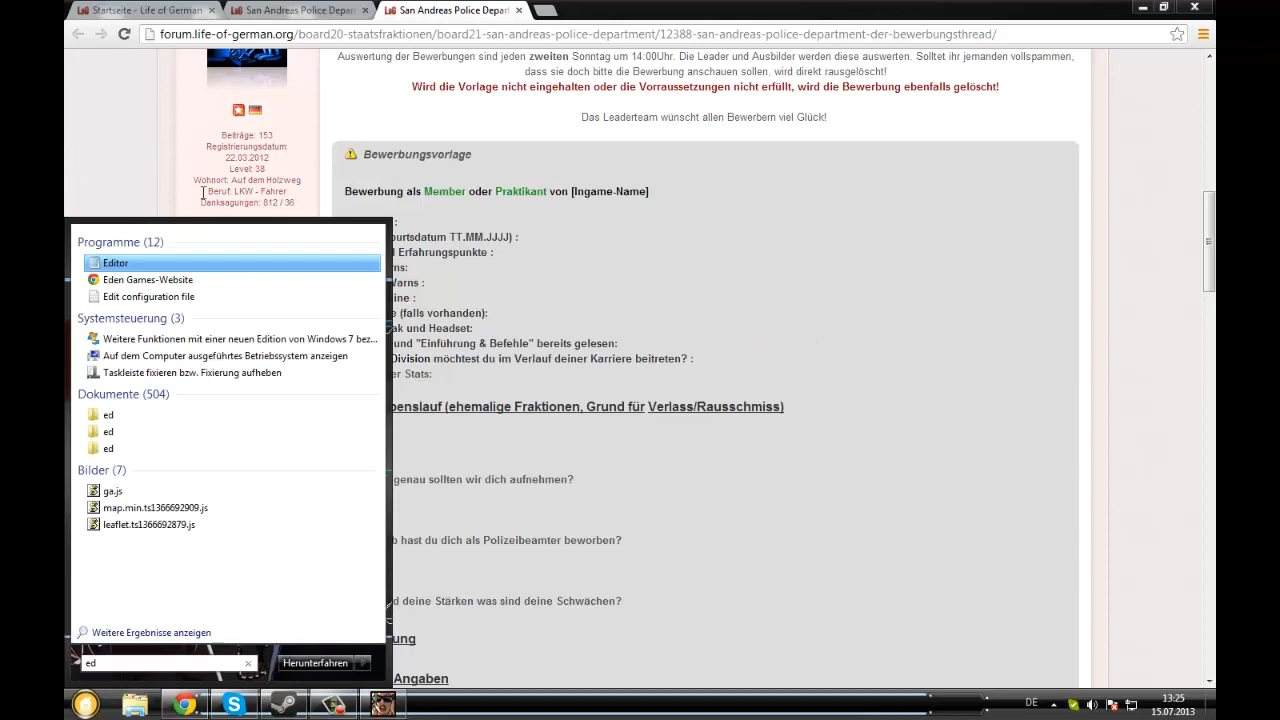 Startseite - Life of German
San Andreas Police Depar
San Andreas Police Depar
forum.life-of-german.org/board20-staatsfraktionen/board21-san-andreas-police-department/12388-san-andreas-police-department-der-bewerbungsthread/
Auswertung der Bewerbungen sind jeden zweiten Sonntag um 14:00Uhr. Die Leader und Ausbilder werden diese auswerten. Solltet ihr jemanden vollspammen,
dass sie doch bitte die Bewerbung anschauen sollen, wird direkt rausgelöscht!
Wird die Vorlage nicht eingehalten oder die Vorraussetzungen nicht erfüllt, wird die Bewerbung ebenfalls gelöscht!
Das Leaderteam wünscht allen Bewerbern viel Glück!
Beiträge: 153
Registrierungsdatum:
22.03.2012
Level: 38
Wohnort: Auf dem Holzweg
Beruf: LKW - Fahrer
Danksagungen: 812 / 36
Bewerbungsvorlage
Bewerbung als Member oder Praktikant von [Ingame-Name]
:
urtsdatum TT.MM.JJJJ) :
l Erfahrungspunkte :
ns:
Warns :
ine :
e (falls vorhanden):
ak und Headset:
und "Einführung & Befehle" bereits gelesen:
Division möchtest du im Verlauf deiner Karriere beitreten? :
er Stats:
benslauf (ehemalige Fraktionen, Grund für Verlass/Rausschmiss)
genau sollten wir dich aufnehmen?
b hast du dich als Polizeibeamter beworben?
d deine Stärken was sind deine Schwächen?
ung
Angaben
Programme (12)
Editor
Eden Games-Website
Edit configuration file
Systemsteuerung (3)
Weitere Funktionen mit einer neuen Edition von Windows 7 bez...
Auf dem Computer ausgeführtes Betriebssystem anzeigen
Taskleiste fixieren bzw. Fixierung aufheben
Dokumente (504)
ed
ed
ed
Bilder (7)
ga.js
map.min.ts1366692909.js
leaflet.ts1366692879.js
Weitere Ergebnisse anzeigen
ed
Herunterfahren
DE
13:25
15.07.2013